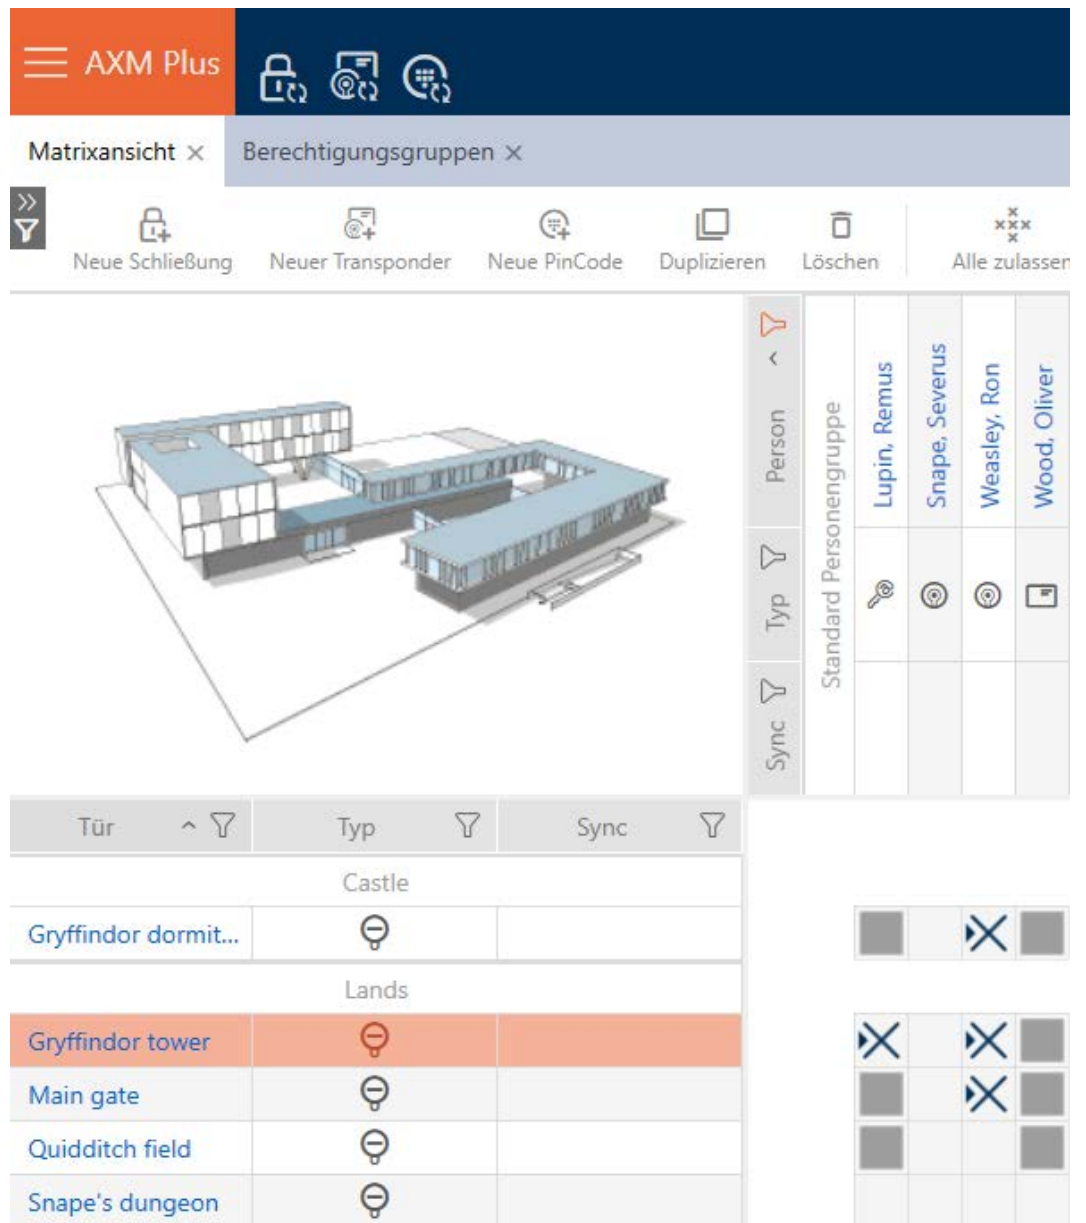 AXM Plus
Matrixansicht
Berechtigungsgruppen
Neue Schließung
Neuer Transponder
Neue PinCode
Duplizieren
Löschen
Alle zulassen
Person
Typ
Sync
Standard Personengruppe
Lupin, Remus
Snape, Severus
Weasley, Ron
Wood, Oliver
Tür
Typ
Sync
Castle
Gryffindor dormit...
Lands
Gryffindor tower
Main gate
Quidditch field
Snape's dungeon